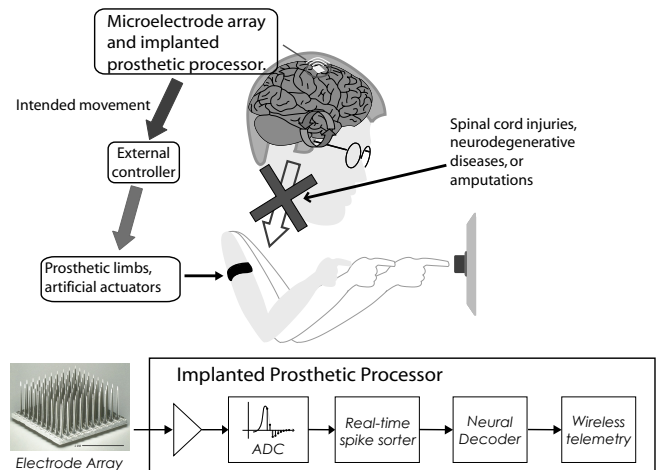 Microelectrode array
and implanted
prosthetic processor.
Intended movement
External
controller
Prosthetic limbs,
artificial actuators
Spinal cord injuries,
neurodegenerative
diseases, or
amputations
Implanted Prosthetic Processor
Electrode Array
ADC
Real-time
spike sorter
Neural
Decoder
Wireless
telemetry